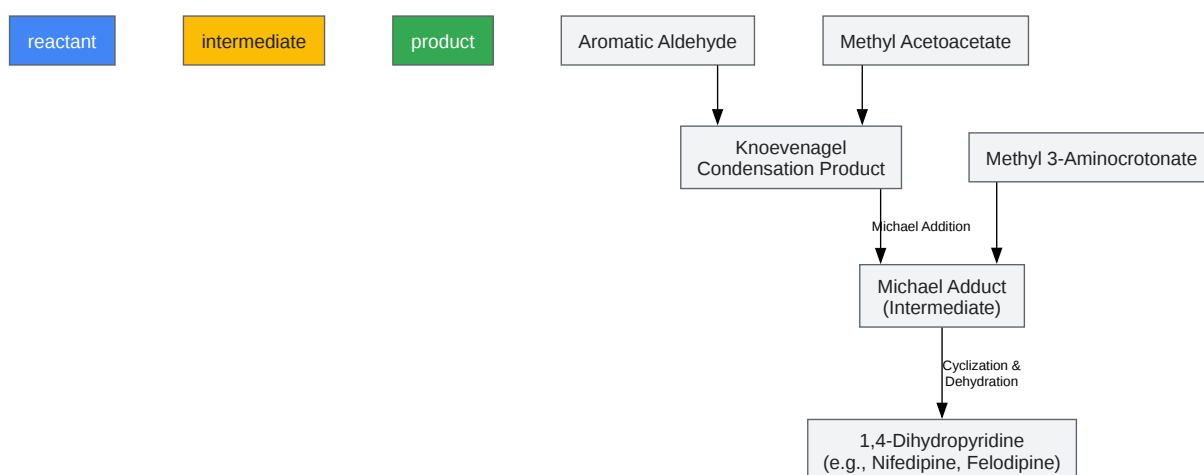 reactant
intermediate
product
Aromatic Aldehyde
Methyl Acetoacetate
Knoevenagel
Condensation Product
Methyl 3-Aminocrotonate
Michael Addition
Michael Adduct
(Intermediate)
Cyclization &
Dehydration
1,4-Dihydropyridine
(e.g., Nifedipine, Felodipine)